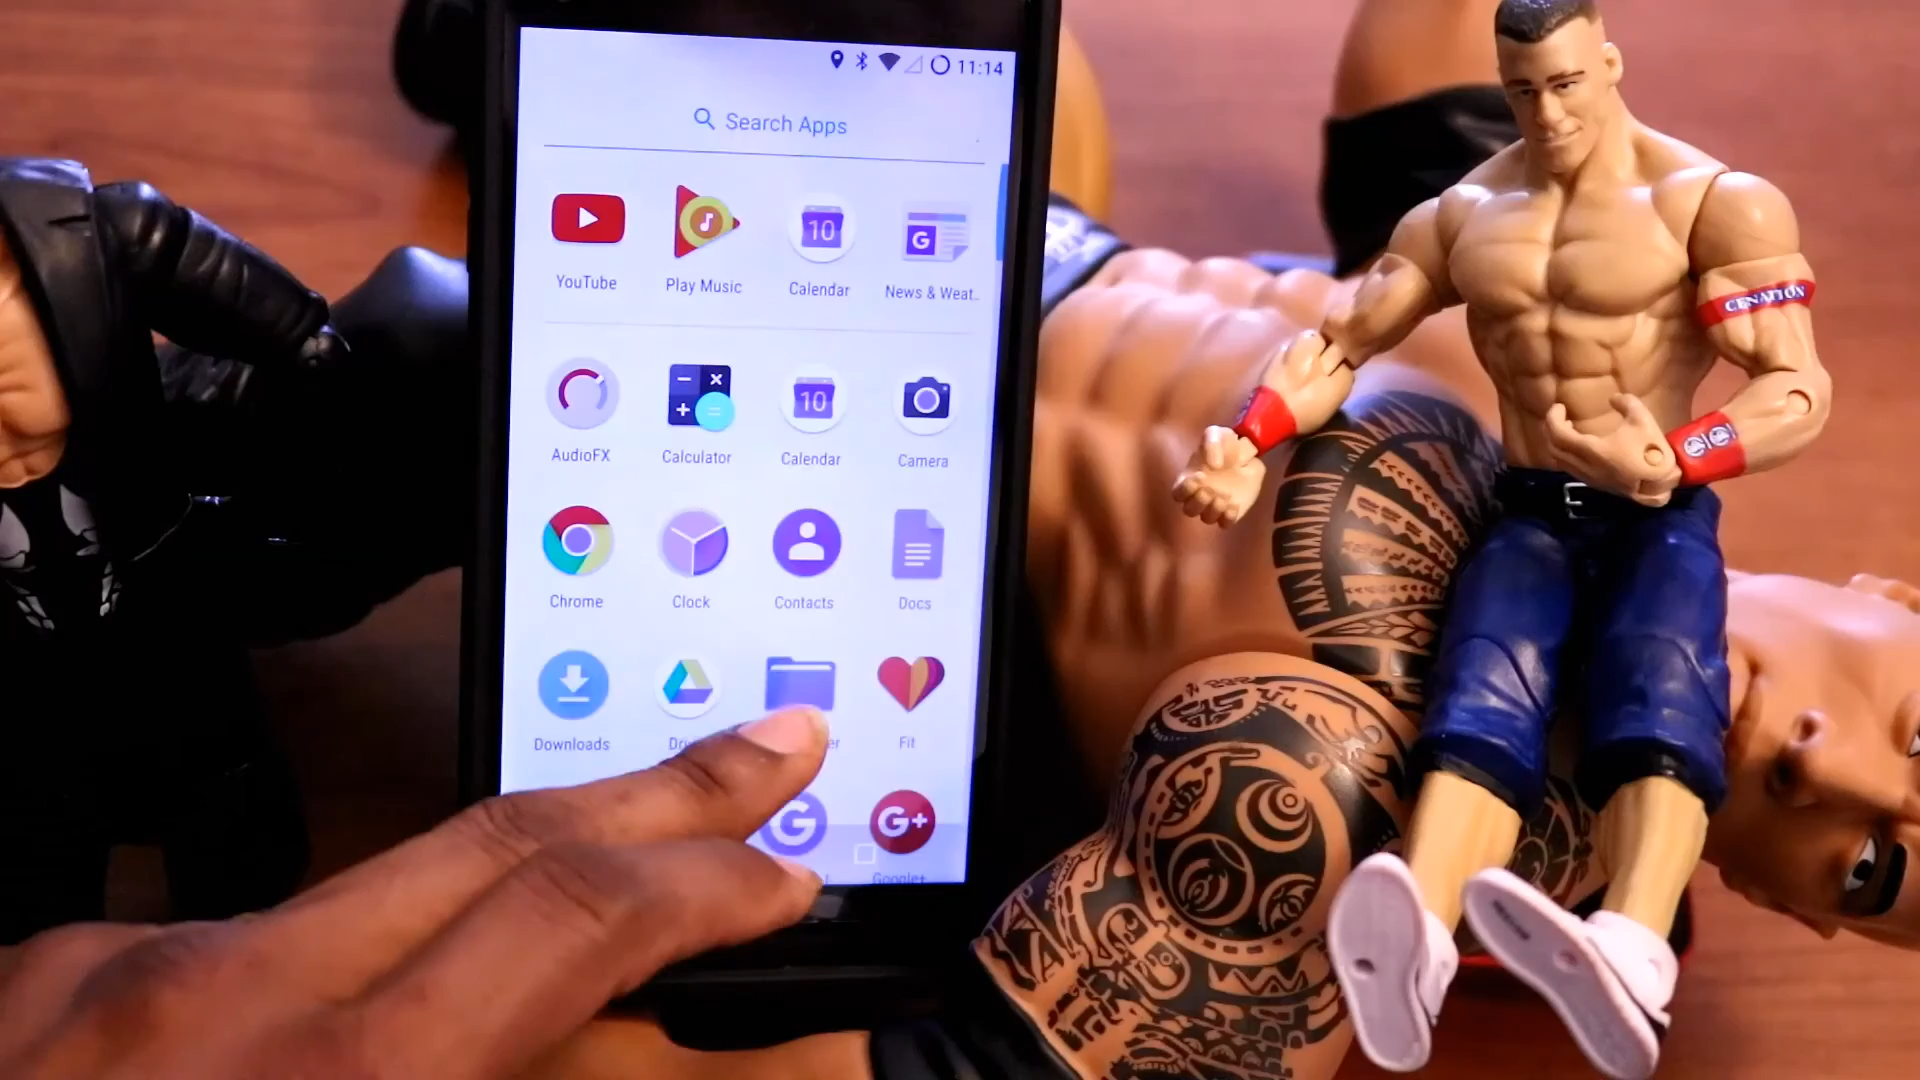 11:14
Search Apps
YouTube Play Music Calendar News & Weat..
10
AudioFX Calculator Calendar Camera
10
Chrome Clock Contacts Docs
Downloads Fit
G G+
Google+
CENATION